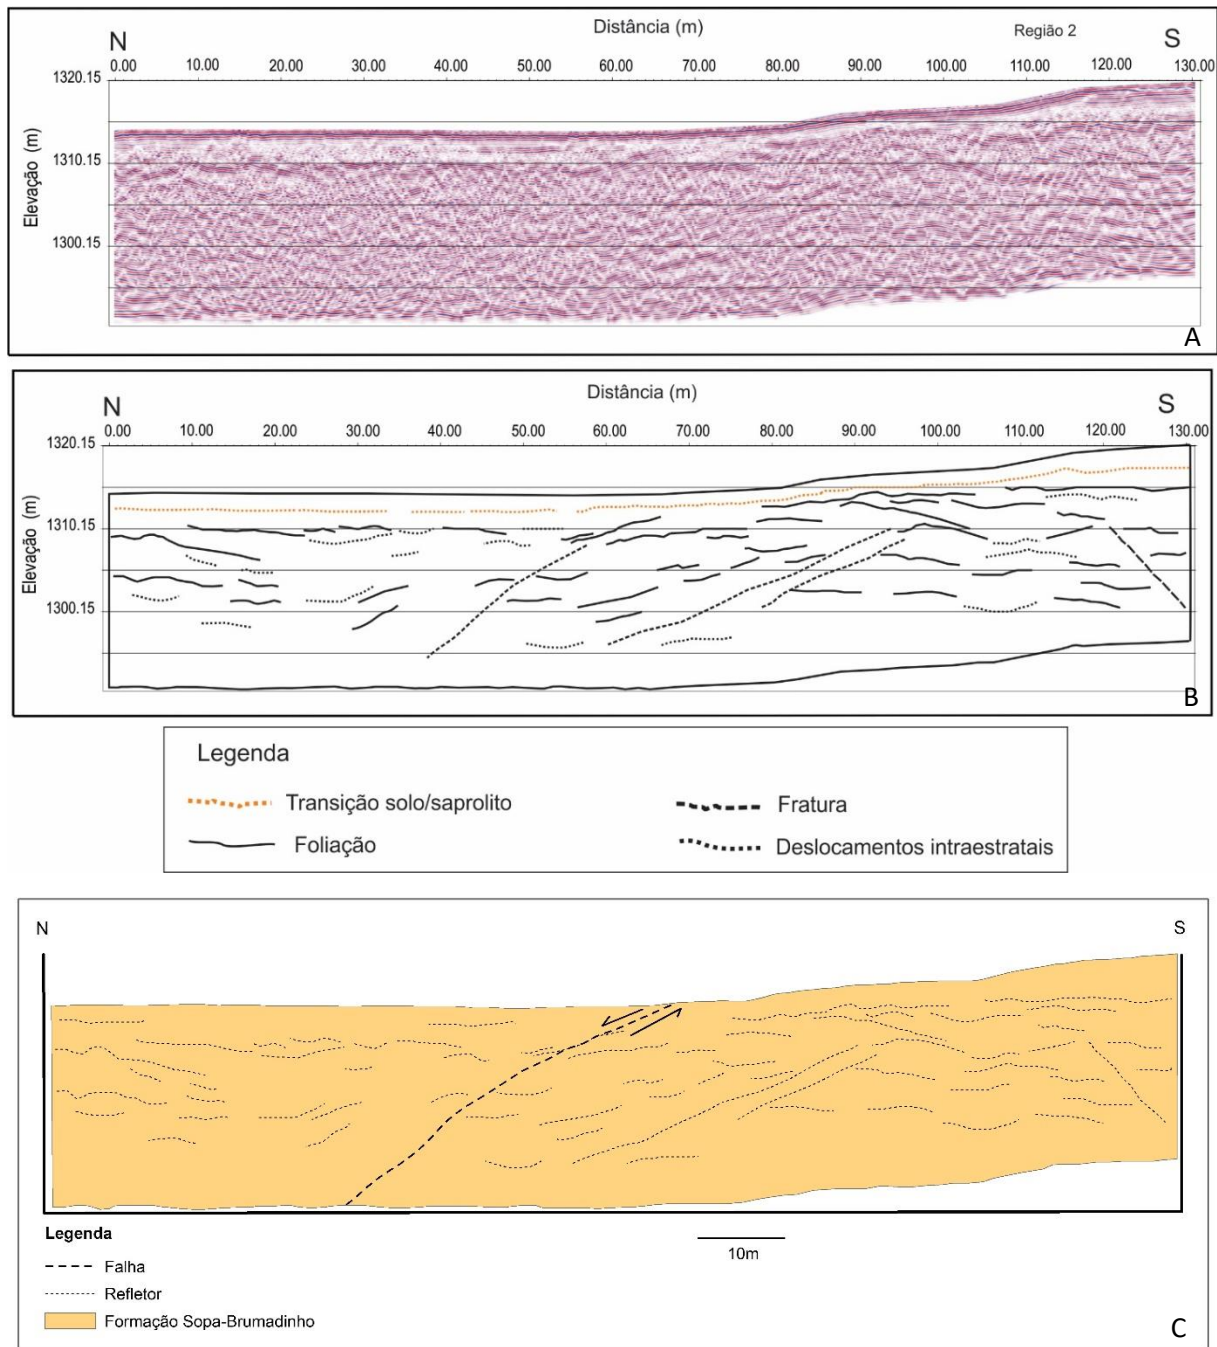 Distância (m)
Região 2
N
S
0.00 10.00 20.00 30.00 40.00 50.00 60.00 70.00 80.00 90.00 100.00 110.00 120.00 130.00
1320.15
1310.15
1300.15
Elevação (m)
A
Distância (m)
N
S
0.00 10.00 20.00 30.00 40.00 50.00 60.00 70.00 80.00 90.00 100.00 110.00 120.00 130.00
1320.15
1310.15
1300.15
Elevação (m)
B
Legenda
Transição solo/saprolito
Fratura
Foliação
Deslocamentos intraestratais
N
S
Legenda
Falha
Refletor
Formação Sopa-Brumadinho
10m
C